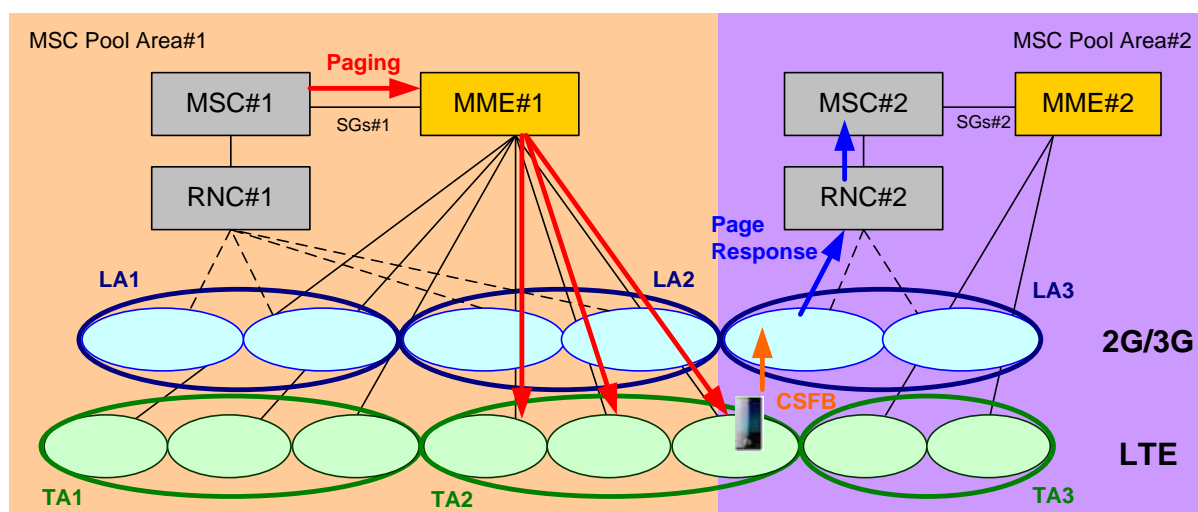 MSC Pool Area#1
MSC Pool Area#2
Paging
MSC#1
MME#1
MSC#2
MME#2
SGs#1
SGs#2
RNC#1
RNC#2
Page
Response
LA1
LA2
LA3
2G/3G
CSFB
LTE
TA1
TA2
TA3